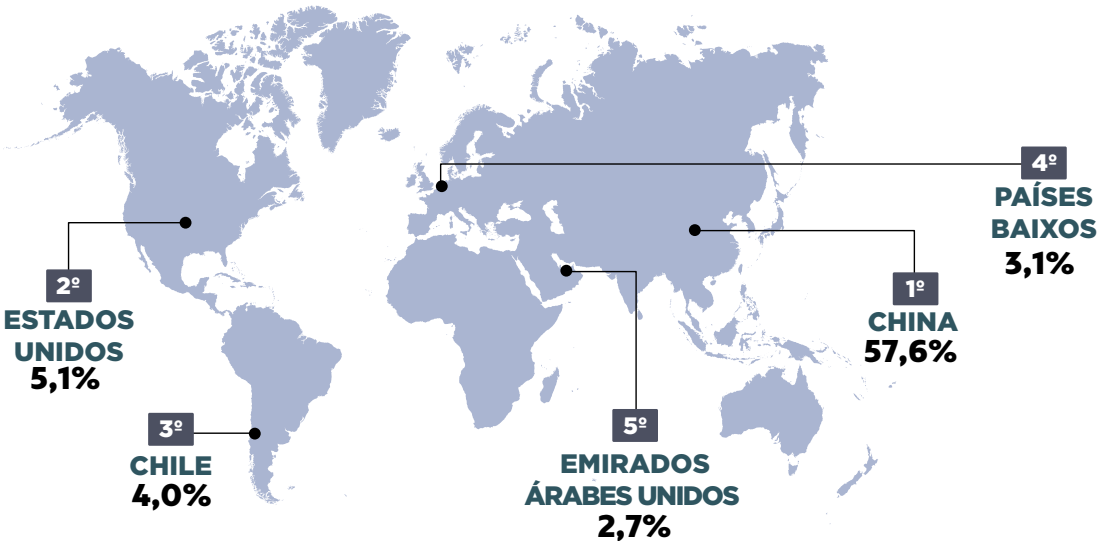 1º
CHINA
57,6%
2º
ESTADOS
UNIDOS
5,1%
3º
CHILE
4,0%
4º
PAÍSES
BAIXOS
3,1%
5º
EMIRADOS
ÁRABES UNIDOS
2,7%